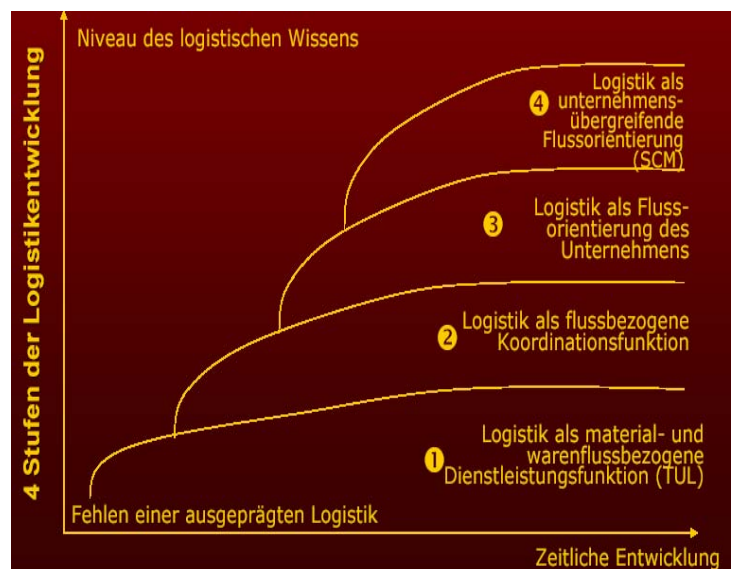 4 Stufen der Logistikentwicklung
Niveau des logistischen Wissens
4
Logistik als
unternehmens-
übergreifende
Flussorientierung
(SCM)
3
Logistik als Fluss-
orientierung des
Unternehmens
2
Logistik als flussbezogene
Koordinationsfunktion
1
Logistik als material- und
warenflussbezogene
Dienstleistungsfunktion (TUL)
Fehlen einer ausgeprägten Logistik
Zeitliche Entwicklung